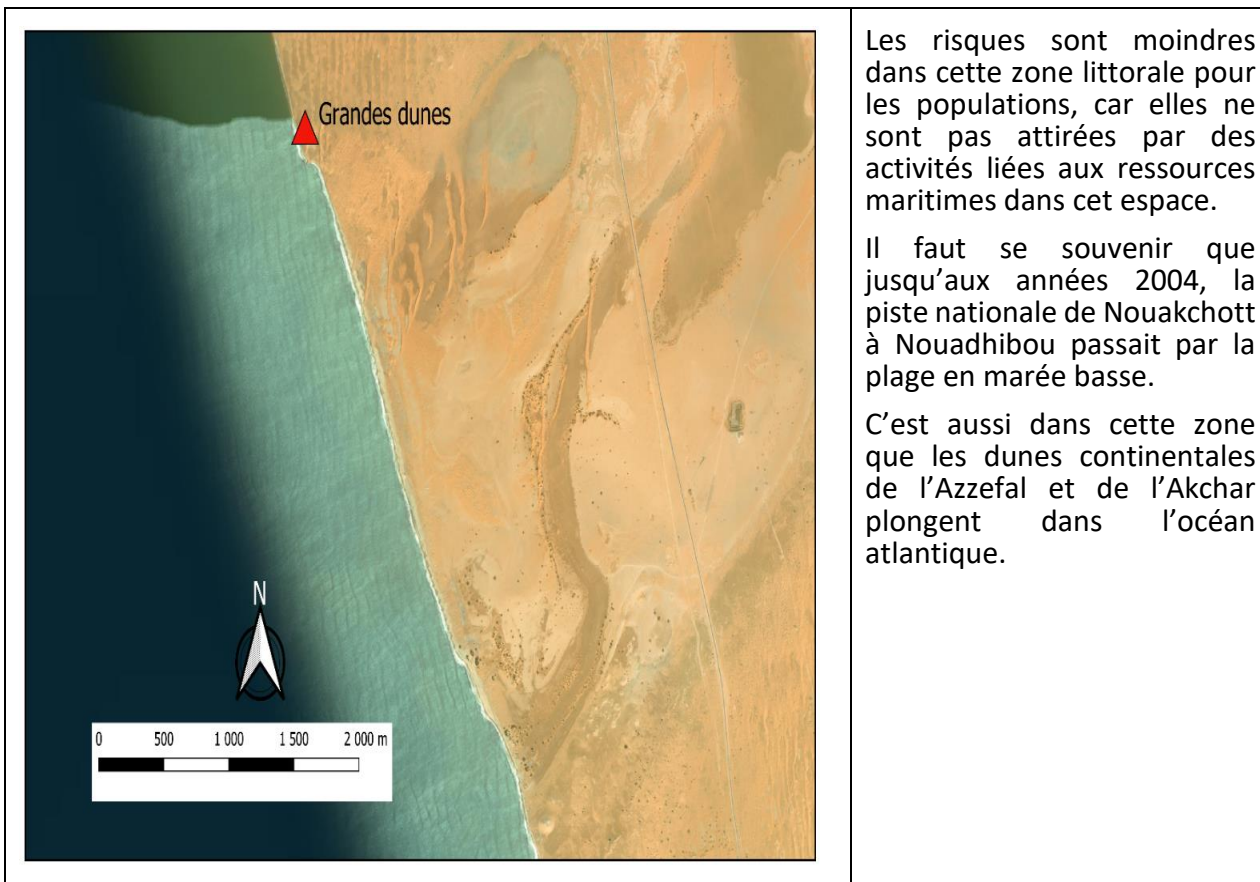 Grandes dunes
N
0 500 1 000 1 500 2 000 m
Les risques sont moindres
dans cette zone littorale pour
les populations, car elles ne
sont pas attirées par des
activités liées aux ressources
maritimes dans cet espace.
Il faut se souvenir que
jusqu’aux années 2004, la
piste nationale de Nouakchott
à Nouadhibou passait par la
plage en marée basse.
C’est aussi dans cette zone
que les dunes continentales
de l’Azzefal et de l’Akchar
plongent dans l’océan
atlantique.